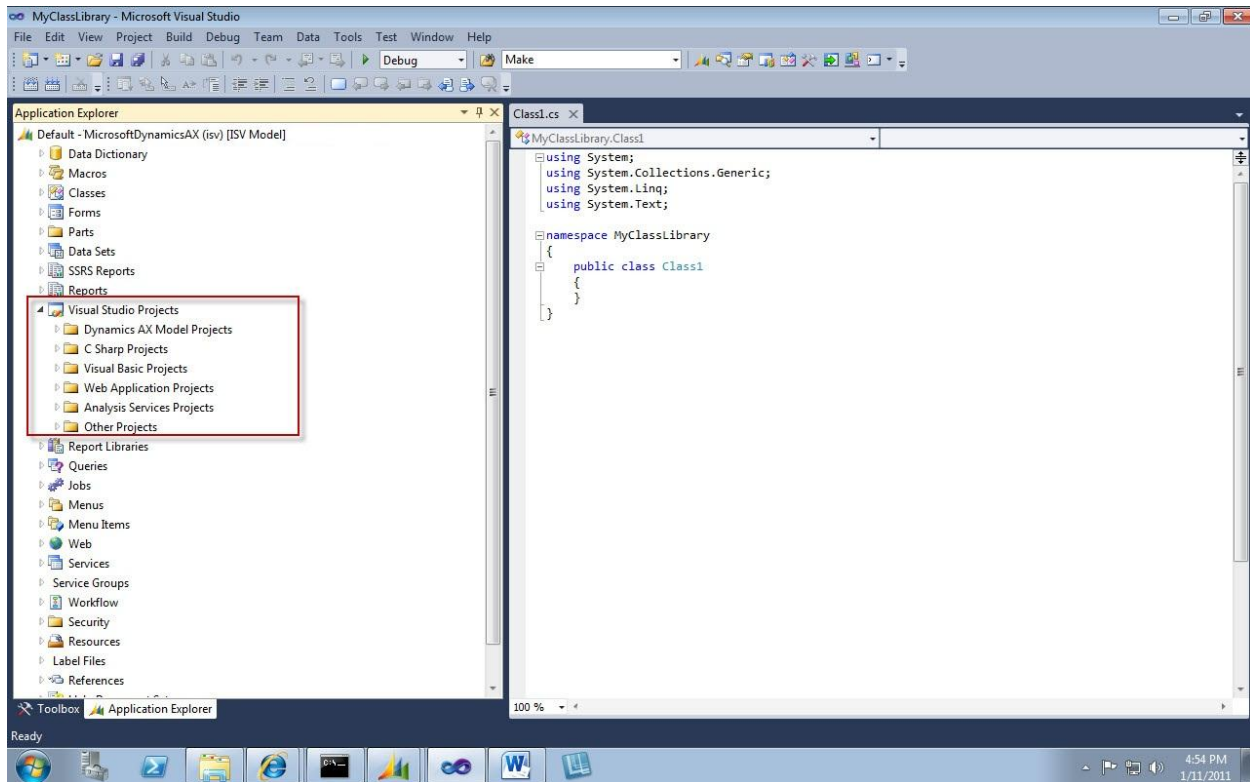 MyClassLibrary - Microsoft Visual Studio
File Edit View Project Build Debug Team Data Tools Test Window Help
Debug
Make
Application Explorer
Default - MicrosoftDynamicsAX (isv) [ISV Model]
Data Dictionary
Macros
Classes
Forms
Parts
Data Sets
SSRS Reports
Reports
Visual Studio Projects
Dynamics AX Model Projects
C Sharp Projects
Visual Basic Projects
Web Application Projects
Analysis Services Projects
Other Projects
Report Libraries
Queries
Jobs
Menus
Menu Items
Web
Services
Service Groups
Workflow
Security
Resources
Label Files
References
Toolbox
Application Explorer
Class1.cs
MyClassLibrary.Class1
using System;
using System.Collections.Generic;
using System.Linq;
using System.Text;
namespace MyClassLibrary
{
public class Class1
{
}
}
100 %
Ready
4:54 PM
1/11/2011